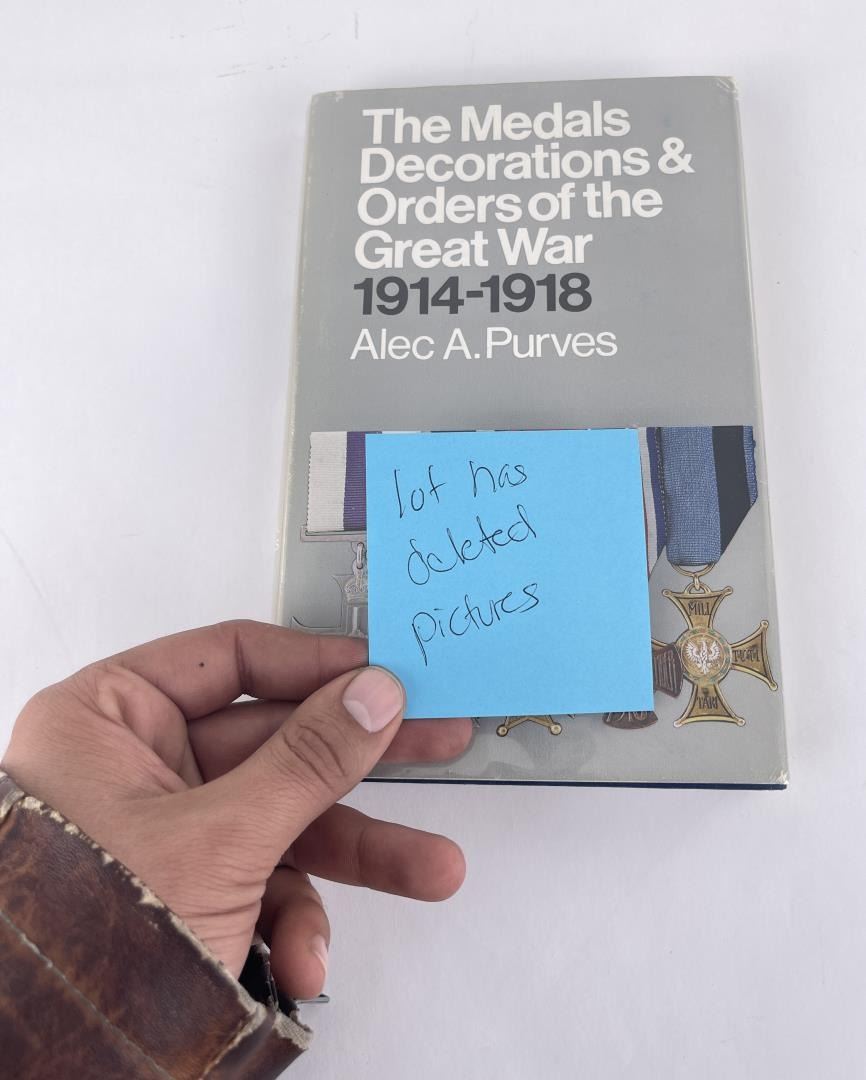 The Medals
Decorations &
Orders of the
Great War
1914-1918
Alec A. Purves
lot has
deleted
pictures